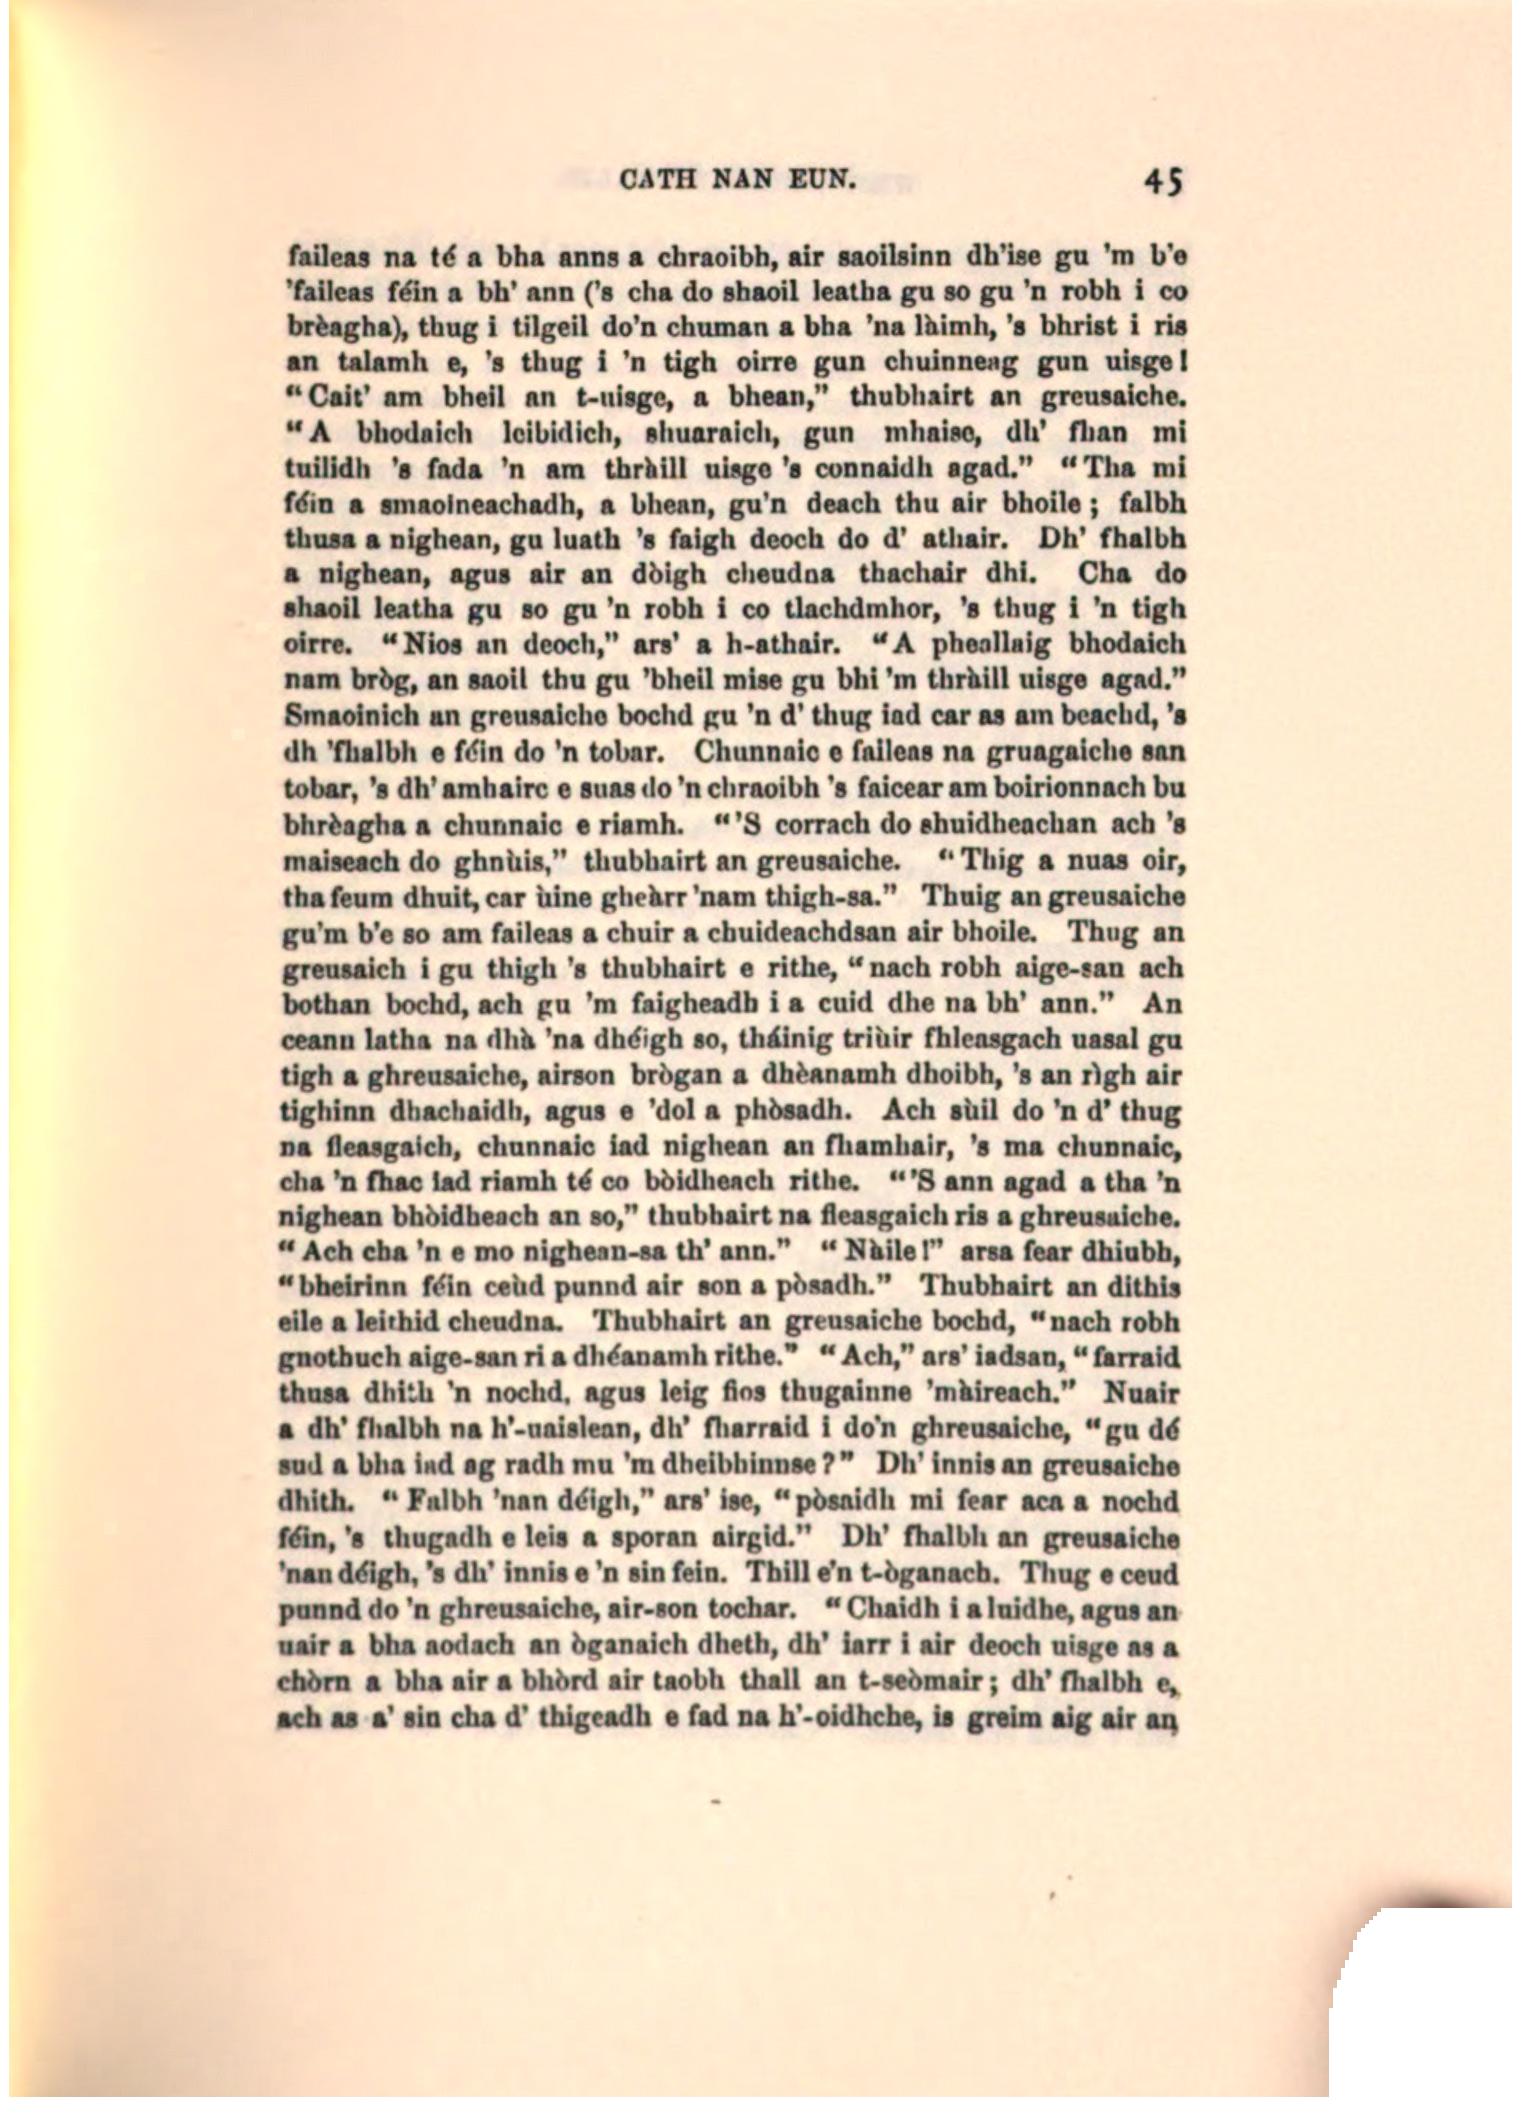 CATH NAN EUN. 45
faileas na té a bha anns a chraoibh, air saoilsinn dh'ise gu 'm b'e
'faileas féin a bh' ann ('s cha do shaoil leatha gu so gu 'n robh i co
brèagha), thug i tilgeil do'n chuman a bha 'na làimh, 's bhrist i ris
an talamh e, 's thug i 'n tigh oirre gun chuinneag gun uisge!
"Cait' am bheil an t-uisge, a bhean," thubhairt an greusaiche.
"A bhodaich leibidich, shuaraich, gun mhaise, dh' fhan mi
tuilidh 's fada 'n am thràill uisge 's connaidh agad." "Tha mi
féin a smaoineachadh, a bhean, gu'n deach thu air bhoile; falbh
thusa a nighean, gu luath 's faigh deoch do d' athair. Dh' fhalbh
a nighean, agus air an dòigh cheudna thachair dhi. Cha do
shaoil leatha gu so gu 'n robh i co tlachdmhor, 's thug i 'n tigh
oirre. "Nios an deoch," ars' a h-athair. "A pheallaig bhodaich
nam bròg, an saoil thu gu 'bheil mise gu bhi 'm thràill uisge agad."
Smaoinich an greusaiche bochd gu 'n d' thug iad car as am beachd, 's
dh 'fhalbh e féin do 'n tobar. Chunnaic e faileas na gruagaiche san
tobar, 's dh' amhairc e suas do 'n chraoibh 's faicear am boirionnach bu
bhrèagha a chunnaic e riamh. "'S corrach do shuidheachan ach 's
maiseach do ghnùis," thubhairt an greusaiche. "Thig a nuas oir,
tha feum dhuit, car ùine gheàrr 'nam thigh-sa." Thuig an greusaiche
gu'm b'e so am faileas a chuir a chuideachdsan air bhoile. Thug an
greusaich i gu thigh 's thubhairt e rithe, "nach robh aige-san ach
bothan bochd, ach gu 'm faigheadh i a cuid dhe na bh' ann." An
ceann latha na dhà 'na dhéigh so, tháinig triùir fhleasgach uasal gu
tigh a ghreusaiche, airson brògan a dhèanamh dhoibh, 's an rìgh air
tighinn dhachaidh, agus e 'dol a phòsadh. Ach sùil do 'n d' thug
na fleasgaich, chunnaic iad nighean an fhamhair, 's ma chunnaic,
cha 'n fhac iad riamh té co bòidheach rithe. "'S ann agad a tha 'n
nighean bhòidheach an so," thubhairt na fleasgaich ris a ghreusaiche.
"Ach cha 'n e mo nighean-sa th' ann." "Nàile!" arsa fear dhiubh,
"bheirinn féin ceùd punnd air son a pòsadh." Thubhairt an dithis
eile a leithid cheudna. Thubhairt an greusaiche bochd, "nach robh
gnothuch aige-san ri a dhéanamh rithe." "Ach," ars' iadsan, "farraid
thusa dhith 'n nochd, agus leig fios thugainne 'màireach." Nuair
a dh' fhalbh na h'-uaislean, dh' fharraid i do'n ghreusaiche, "gu dé
sud a bha iad ag radh mu 'm dheibhinnse?" Dh' innis an greusaiche
dhith. "Falbh 'nan déigh," ars' ise, "pòsaidh mi fear aca a nochd
féin, 's thugadh e leis a sporan airgid." Dh' fhalbh an greusaiche
'nan déigh, 's dh' innis e 'n sin fein. Thill e'n t-òganach. Thug e ceud
punnd do 'n ghreusaiche, air-son tochar. "Chaidh i a luidhe, agus an
uair a bha aodach an òganaich dheth, dh' iarr i air deoch uisge as a
chòrn a bha air a bhòrd air taobh thall an t-seòmair; dh' fhalbh e,
ach as a' sin cha d' thigeadh e fad na h'-oidhche, is greim aig air an